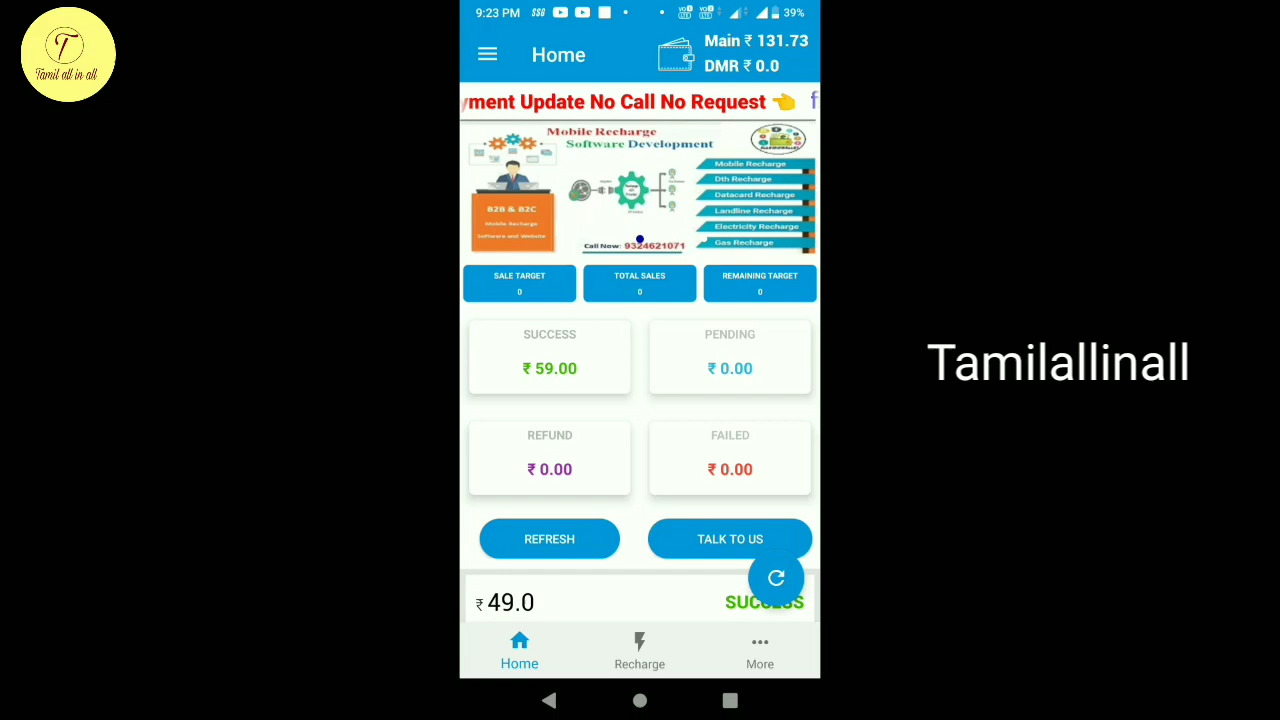 T
Tamil all in all
9:23 PM SSG 39%
Home
Main ₹ 131.73
DMR ₹ 0.0
yment Update No Call No Request 👈 f
Mobile Recharge
Software Development
B2B & B2C
Mobile Recharge
Software and Website
Call Now: 9324621071
Mobile Recharge
Dth Recharge
Datacard Recharge
Landline Recharge
Electricity Recharge
Gas Recharge
SALE TARGET
0
TOTAL SALES
0
REMAINING TARGET
0
SUCCESS
₹ 59.00
PENDING
₹ 0.00
REFUND
₹ 0.00
FAILED
₹ 0.00
REFRESH
TALK TO US
₹ 49.0
SUCCESS
Home
Recharge
More
Tamilallinall